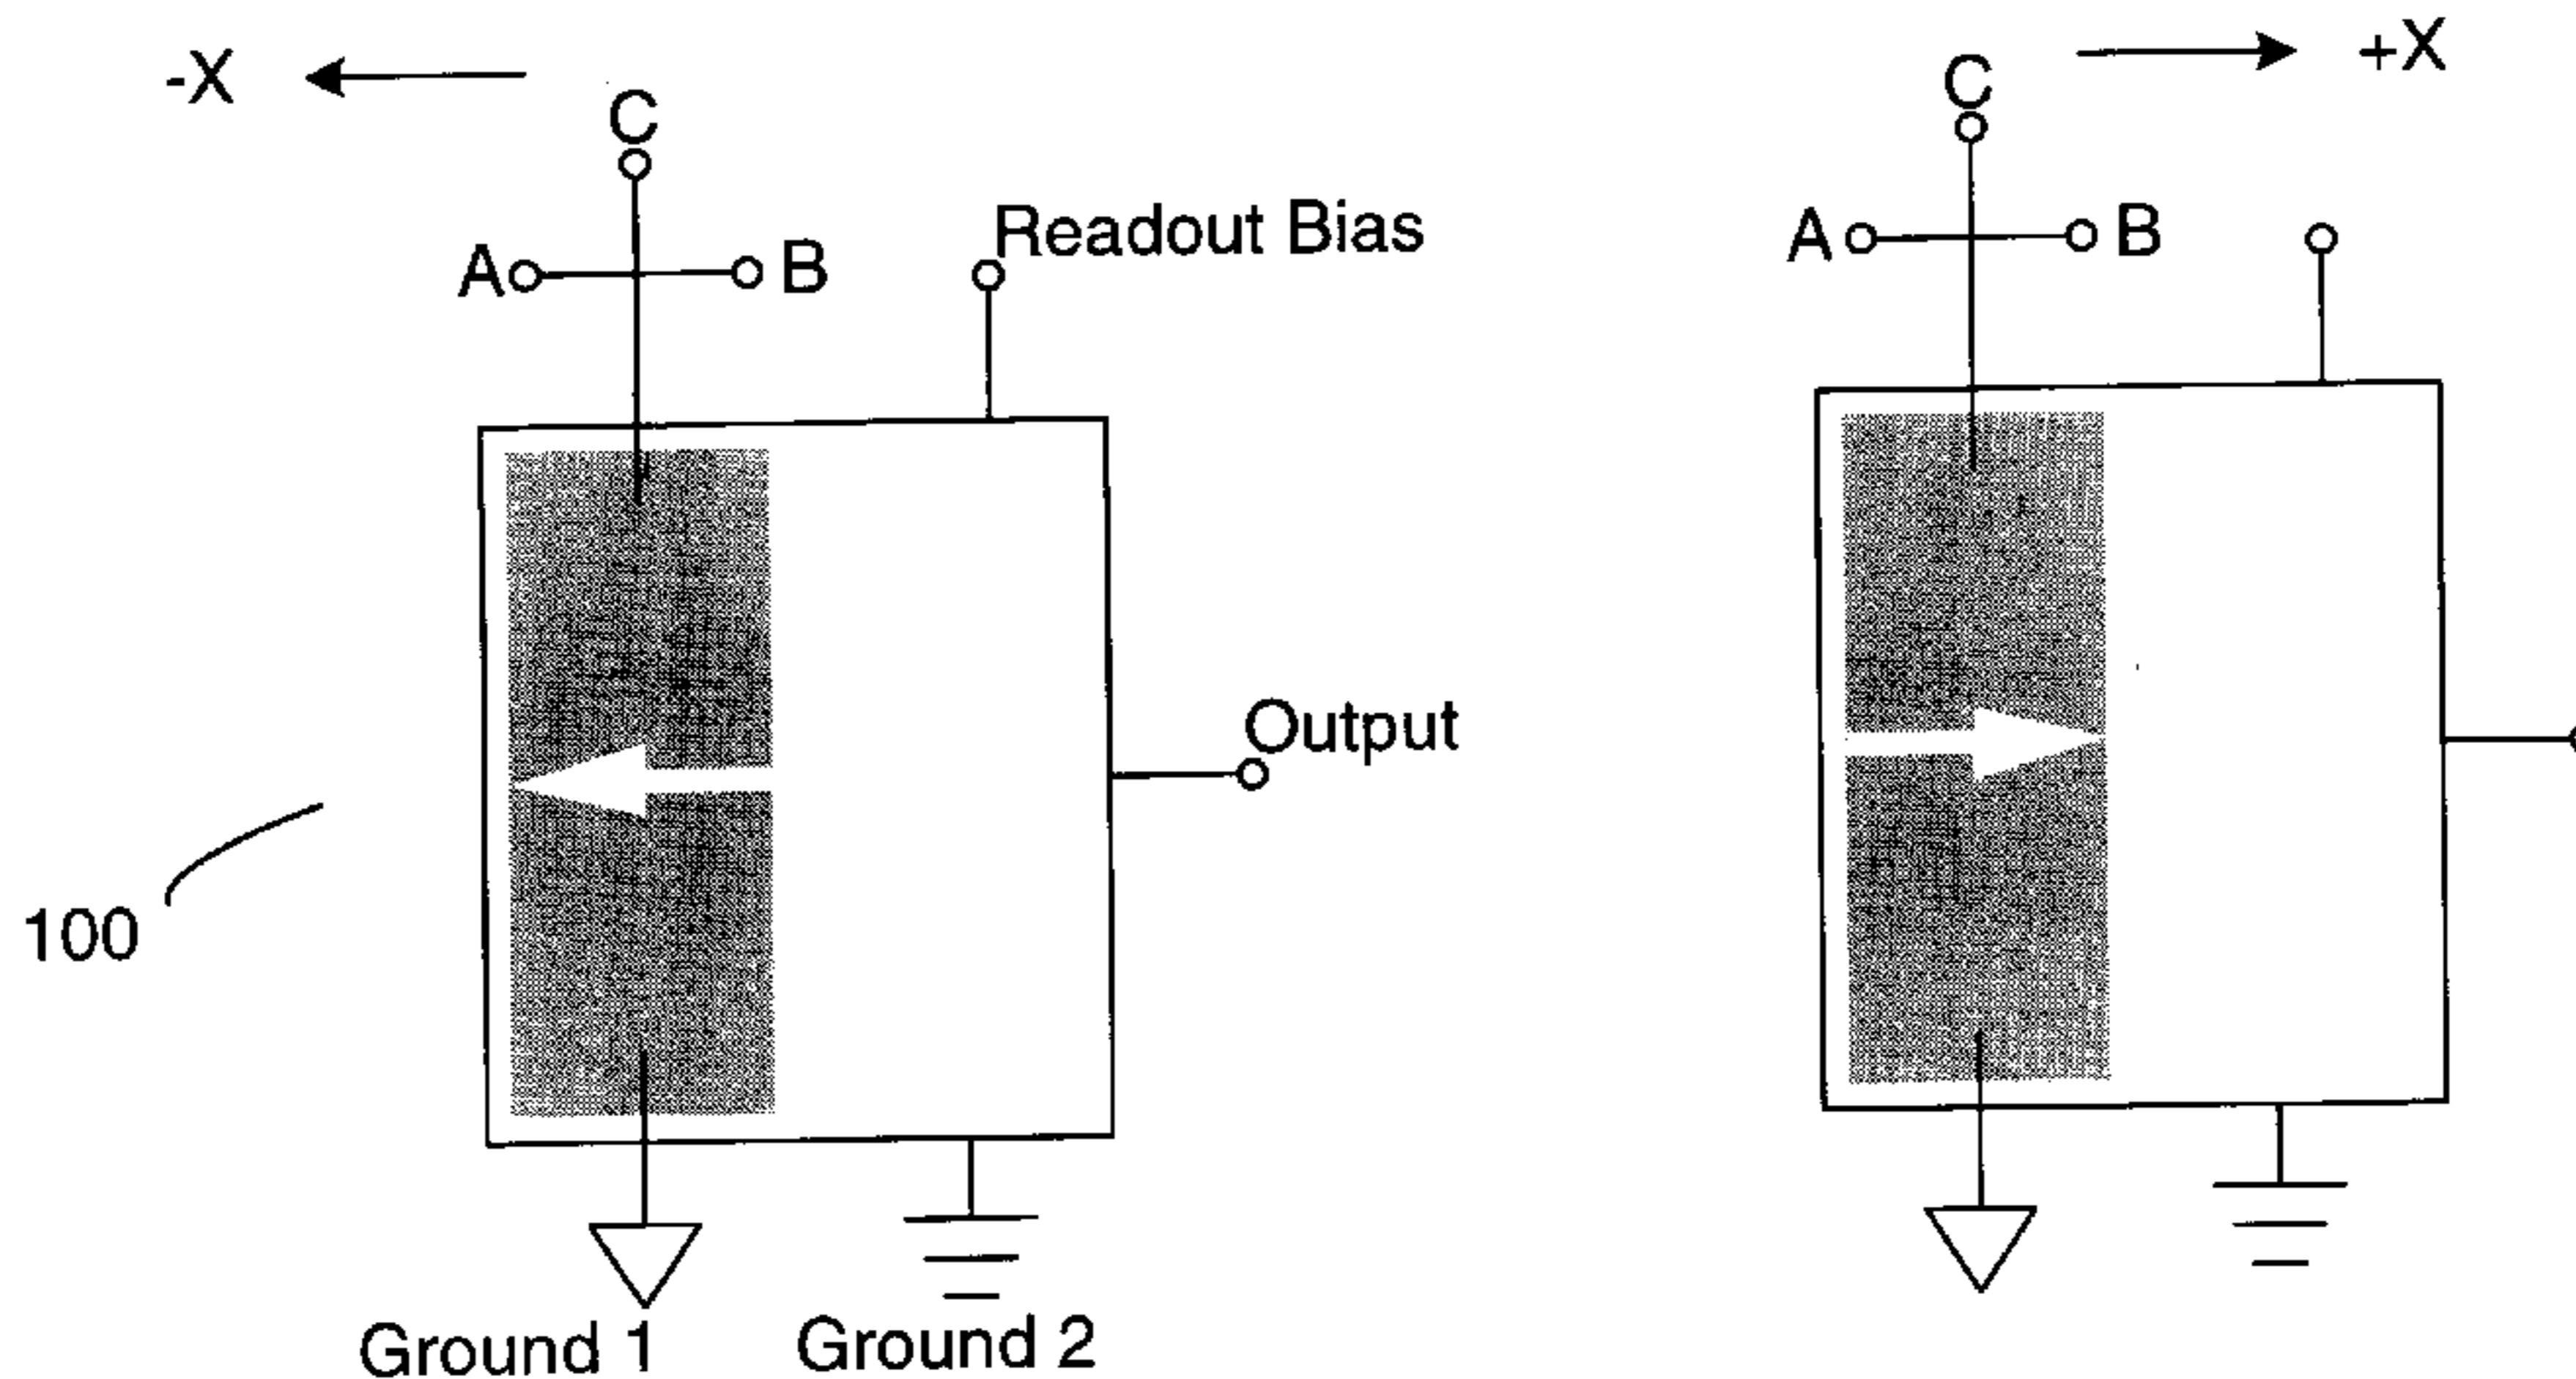 -X
C
A
B
Readout Bias
Output
100
Ground 1
Ground 2
+X
C
A
B